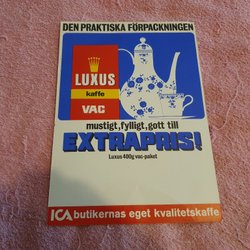 DEN PRAKTISKA FÖRPACKNINGEN
LUXUS
kaffe
VAC
mustigt, fylligt, gott till
EXTRAPRIS!
Luxus 400g vac-paket
ICA butikernas eget kvalitetskaffe